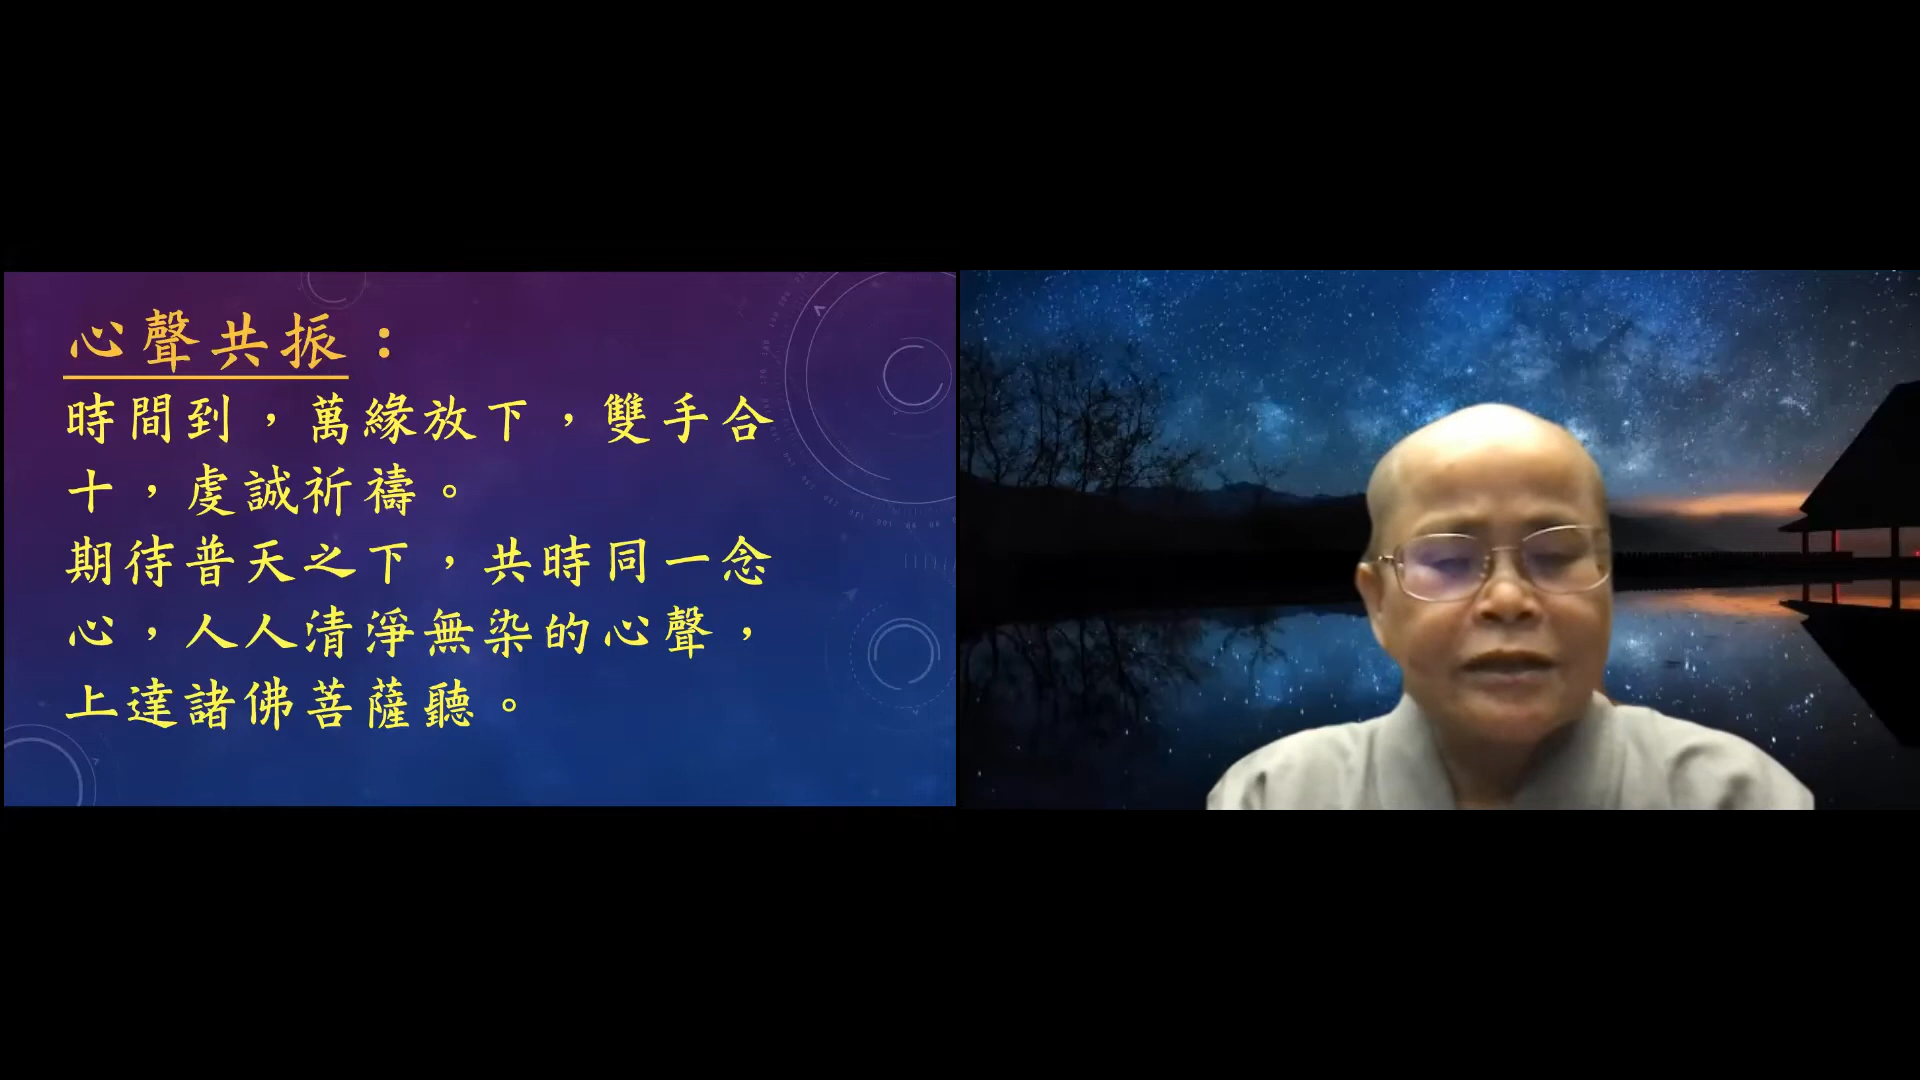 心聲共振：
時間到，萬緣放下，雙手合
十，虔誠祈禱。
期待普天之下，共時同一念
心，人人清淨無染的心聲，
上達諸佛菩薩聽。